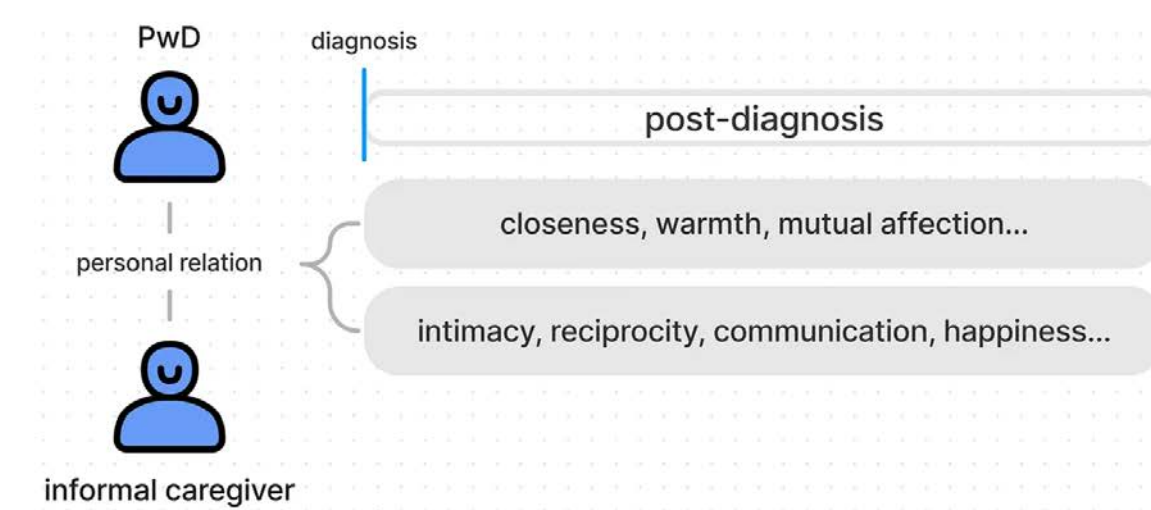 PwD
diagnosis
post-diagnosis
closeness, warmth, mutual affection...
personal relation
intimacy, reciprocity, communication, happiness...
informal caregiver